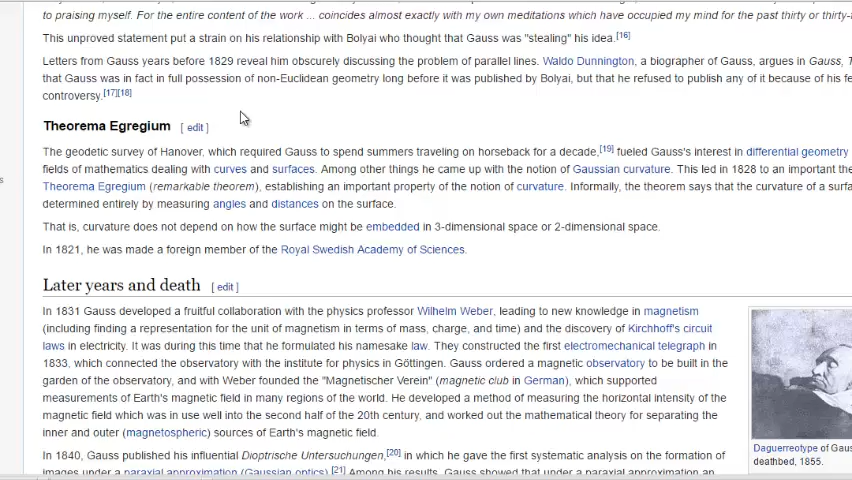 to praising myself. For the entire content of the work ... coincides almost exactly with my own meditations which have occupied my mind for the past thirty or thirty-
This unproved statement put a strain on his relationship with Bolyai who thought that Gauss was "stealing" his idea.[16]
Letters from Gauss years before 1829 reveal him obscurely discussing the problem of parallel lines. Waldo Dunnington, a biographer of Gauss, argues in Gauss, T
that Gauss was in fact in full possession of non-Euclidean geometry long before it was published by Bolyai, but that he refused to publish any of it because of his fe
controversy.[17][18]
Theorema Egregium [ edit ]
The geodetic survey of Hanover, which required Gauss to spend summers traveling on horseback for a decade,[19] fueled Gauss's interest in differential geometry
fields of mathematics dealing with curves and surfaces. Among other things he came up with the notion of Gaussian curvature. This led in 1828 to an important the
Theorema Egregium (remarkable theorem), establishing an important property of the notion of curvature. Informally, the theorem says that the curvature of a surfa
determined entirely by measuring angles and distances on the surface.
That is, curvature does not depend on how the surface might be embedded in 3-dimensional space or 2-dimensional space.
In 1821, he was made a foreign member of the Royal Swedish Academy of Sciences.
Later years and death [ edit ]
In 1831 Gauss developed a fruitful collaboration with the physics professor Wilhelm Weber, leading to new knowledge in magnetism
(including finding a representation for the unit of magnetism in terms of mass, charge, and time) and the discovery of Kirchhoff's circuit
laws in electricity. It was during this time that he formulated his namesake law. They constructed the first electromechanical telegraph in
1833, which connected the observatory with the institute for physics in Göttingen. Gauss ordered a magnetic observatory to be built in the
garden of the observatory, and with Weber founded the "Magnetischer Verein" (magnetic club in German), which supported
measurements of Earth's magnetic field in many regions of the world. He developed a method of measuring the horizontal intensity of the
magnetic field which was in use well into the second half of the 20th century, and worked out the mathematical theory for separating the
inner and outer (magnetospheric) sources of Earth's magnetic field.
Daguerreotype of Gaus
deathbed, 1855.
In 1840, Gauss published his influential Dioptrische Untersuchungen,[20] in which he gave the first systematic analysis on the formation of
images under a paraxial approximation (Gaussian optics).[21] Among his results, Gauss showed that under a paraxial approximation an